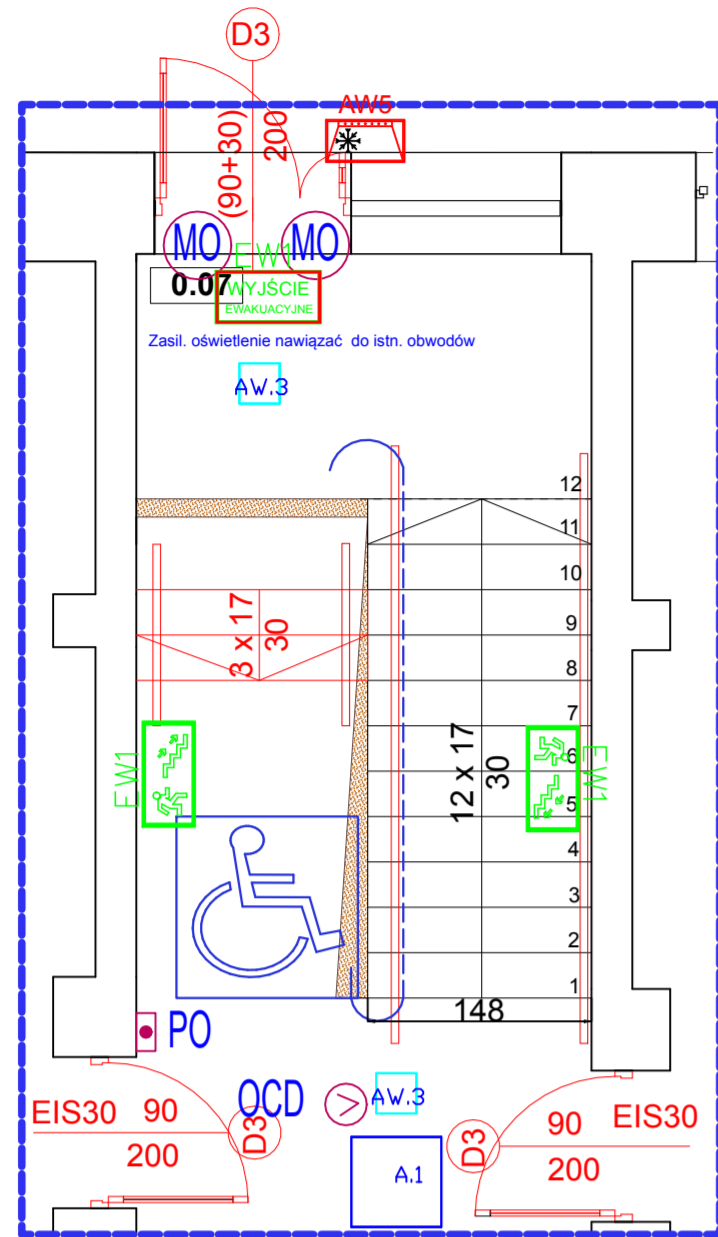 D3
AW5
(90+30)
200
MO
MO
EW1
0.07
WYJŚCIE
EWAKUACYJNE
Zasil. oświetlenie nawiązać do istn. obwodów
AW.3
12
11
10
9
8
7
6
5
4
3
2
1
3 x 17
30
12 x 17
30
EW1
EW1
148
PO
OCD
AW.3
EIS30
90
200
D3
A.1
D3
90
200
EIS30